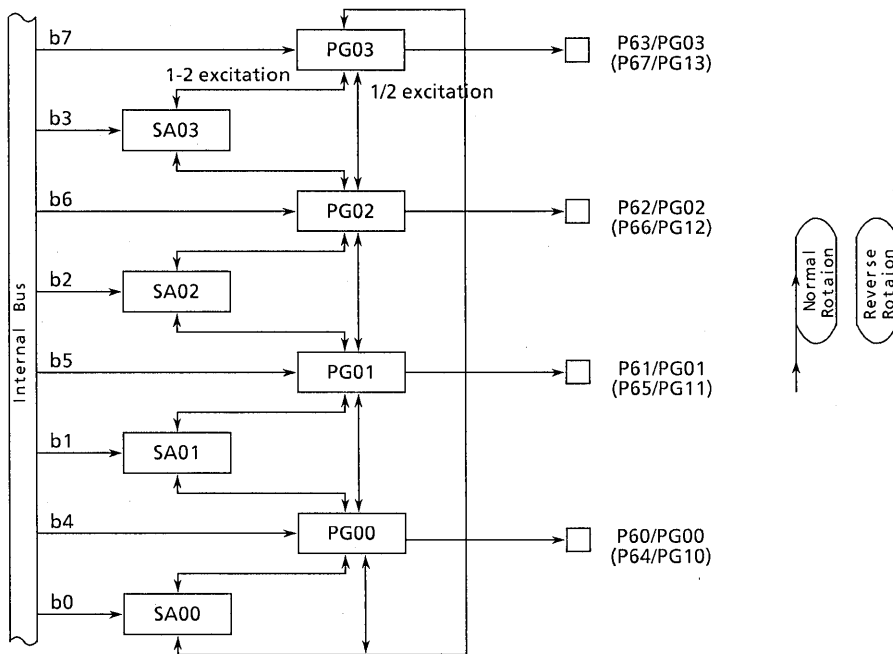 b7
PG03
P63/PG03
(P67/PG13)
1-2 excitation
1/2 excitation
b3
SA03
b6
PG02
P62/PG02
(P66/PG12)
b2
SA02
Internal Bus
Normal
Rotaion
Reverse
Rotaion
b5
PG01
P61/PG01
(P65/PG11)
b1
SA01
b4
PG00
P60/PG00
(P64/PG10)
b0
SA00